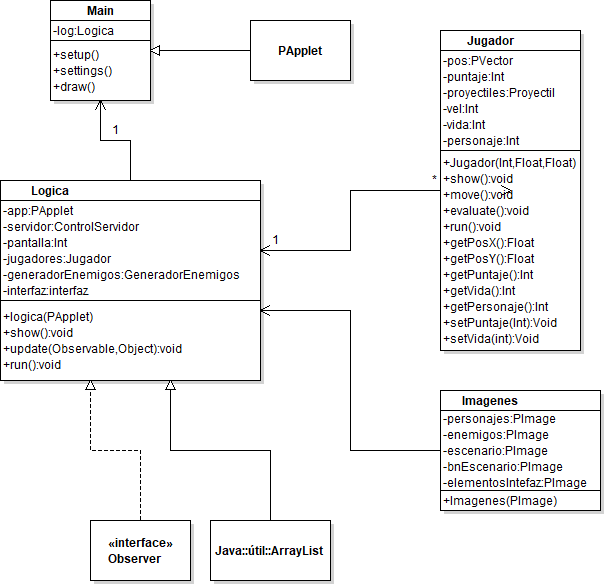 Main
-log:Logica
+setup()
+settings()
+draw()
PApplet
1
Logica
-app:PApplet
-servidor:ControlServidor
-pantalla:Int
-jugadores:Jugador
-generadorEnemigos:GeneradorEnemigos
-interfaz:interfaz
+logica(PApplet)
+show():void
+update(Observable,Object):void
+run():void
1
*
Jugador
-pos:PVector
-puntaje:Int
-proyectiles:Proyectil
-vel:Int
-vida:Int
-personaje:Int
+Jugador(Int,Float,Float)
+show():void
+move():void
+evaluate():void
+run():void
+getPosX():Float
+getPosY():Float
+getPuntaje():Int
+getVida():Int
+getPersonaje():Int
+setPuntaje(Int):Void
+setVida(int):Void
Imagenes
-personajes:PImage
-enemigos:PImage
-escenario:PImage
-bnEscenario:PImage
-elementosIntefaz:PImage
+Imagenes(PImage)
«interface»
Observer
Java::útil::ArrayList